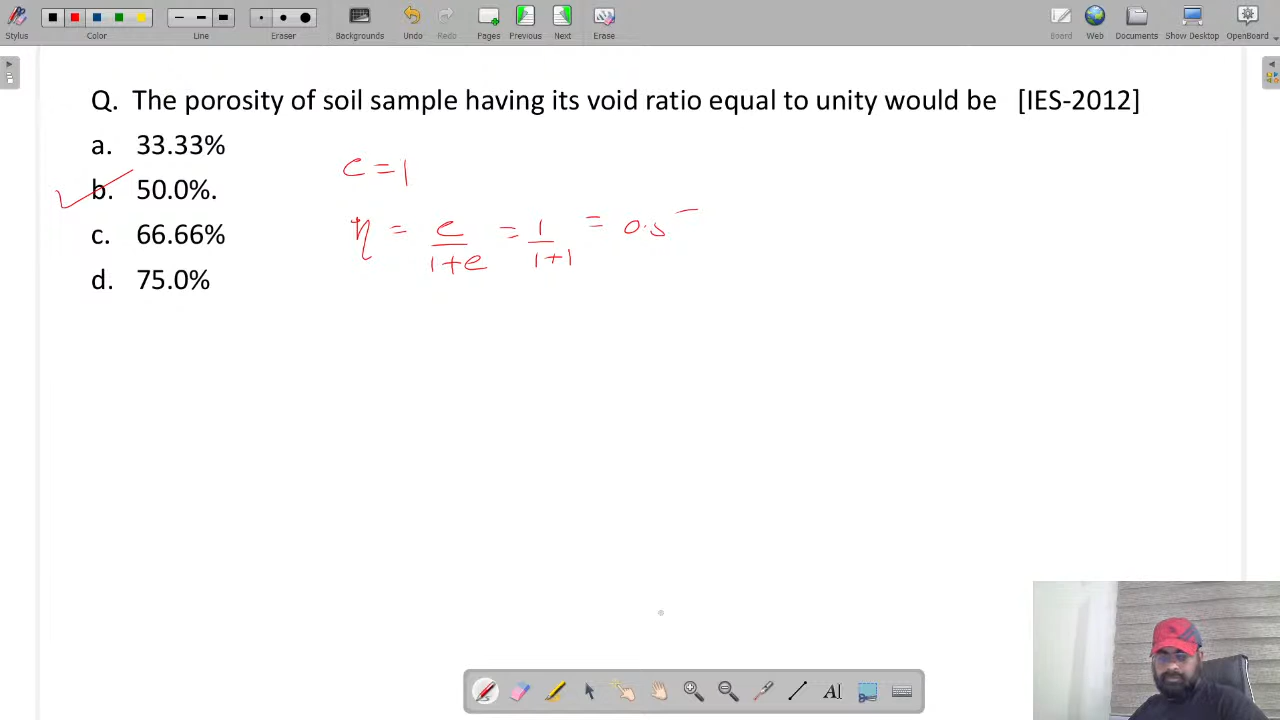 Stylus Color Line Eraser Backgrounds Undo Redo Pages Previous Next Erase Board Web Documents Desktop OpenBoard
Q. The porosity of soil sample having its void ratio equal to unity would be [IES-2012]
a. 33.33%
b. 50.0%.
c. 66.66%
d. 75.0%
e = 1
η = e/1+e = 1/1+1 = 0.5